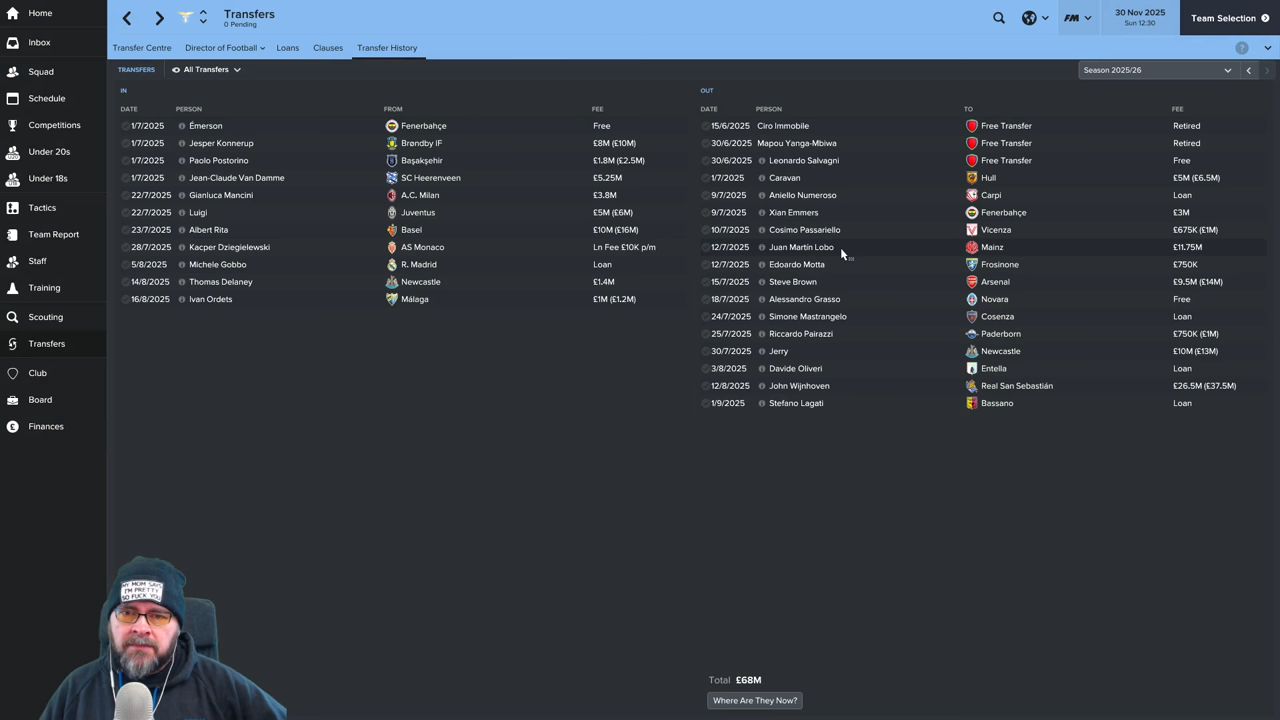 Home
Inbox
Squad
Schedule
Competitions
Under 20s
Under 18s
Tactics
Team Report
Staff
Training
Scouting
Transfers
Club
Board
Finances
Transfers
0 Pending
FM
30 Nov 2025
Sun 12:30
Team Selection
Transfer Centre Director of Football Loans Clauses Transfer History
?
TRANSFERS All Transfers
Season 2025/26
IN
DATE PERSON FROM FEE
1/7/2025 Émerson Fenerbahçe Free
1/7/2025 Jesper Konnerup Brøndby IF £8M (£10M)
1/7/2025 Paolo Postorino Başakşehir £1.8M (£2.5M)
1/7/2025 Jean-Claude Van Damme SC Heerenveen £5.25M
22/7/2025 Gianluca Mancini A.C. Milan £3.8M
22/7/2025 Luigi Juventus £5M (£6M)
23/7/2025 Albert Rita Basel £10M (£16M)
28/7/2025 Kacper Dziegielewski AS Monaco Ln Fee £10K p/m
5/8/2025 Michele Gobbo R. Madrid Loan
14/8/2025 Thomas Delaney Newcastle £1.4M
16/8/2025 Ivan Ordets Málaga £1M (£1.2M)
OUT
DATE PERSON TO FEE
15/6/2025 Ciro Immobile Free Transfer Retired
30/6/2025 Mapou Yanga-Mbiwa Free Transfer Retired
30/6/2025 Leonardo Salvagni Free Transfer Free
1/7/2025 Caravan Hull £5M (£6.5M)
9/7/2025 Aniello Numeroso Carpi Loan
9/7/2025 Xian Emmers Fenerbahçe £3M
10/7/2025 Cosimo Passariello Vicenza £675K (£1M)
12/7/2025 Juan Martín Lobo Mainz £11.75M
12/7/2025 Edoardo Motta Frosinone £750K
15/7/2025 Steve Brown Arsenal £9.5M (£14M)
18/7/2025 Alessandro Grasso Novara Free
24/7/2025 Simone Mastrangelo Cosenza Loan
25/7/2025 Riccardo Pairazzi Paderborn £750K (£1M)
30/7/2025 Jerry Newcastle £10M (£13M)
3/8/2025 Davide Oliveri Entella Loan
12/8/2025 John Wijnhoven Real San Sebastián £26.5M (£37.5M)
1/9/2025 Stefano Lagati Bassano Loan
Total £68M
Where Are They Now?
MY MOM SAYS
I'M PRETTY
SO FUCK YOU